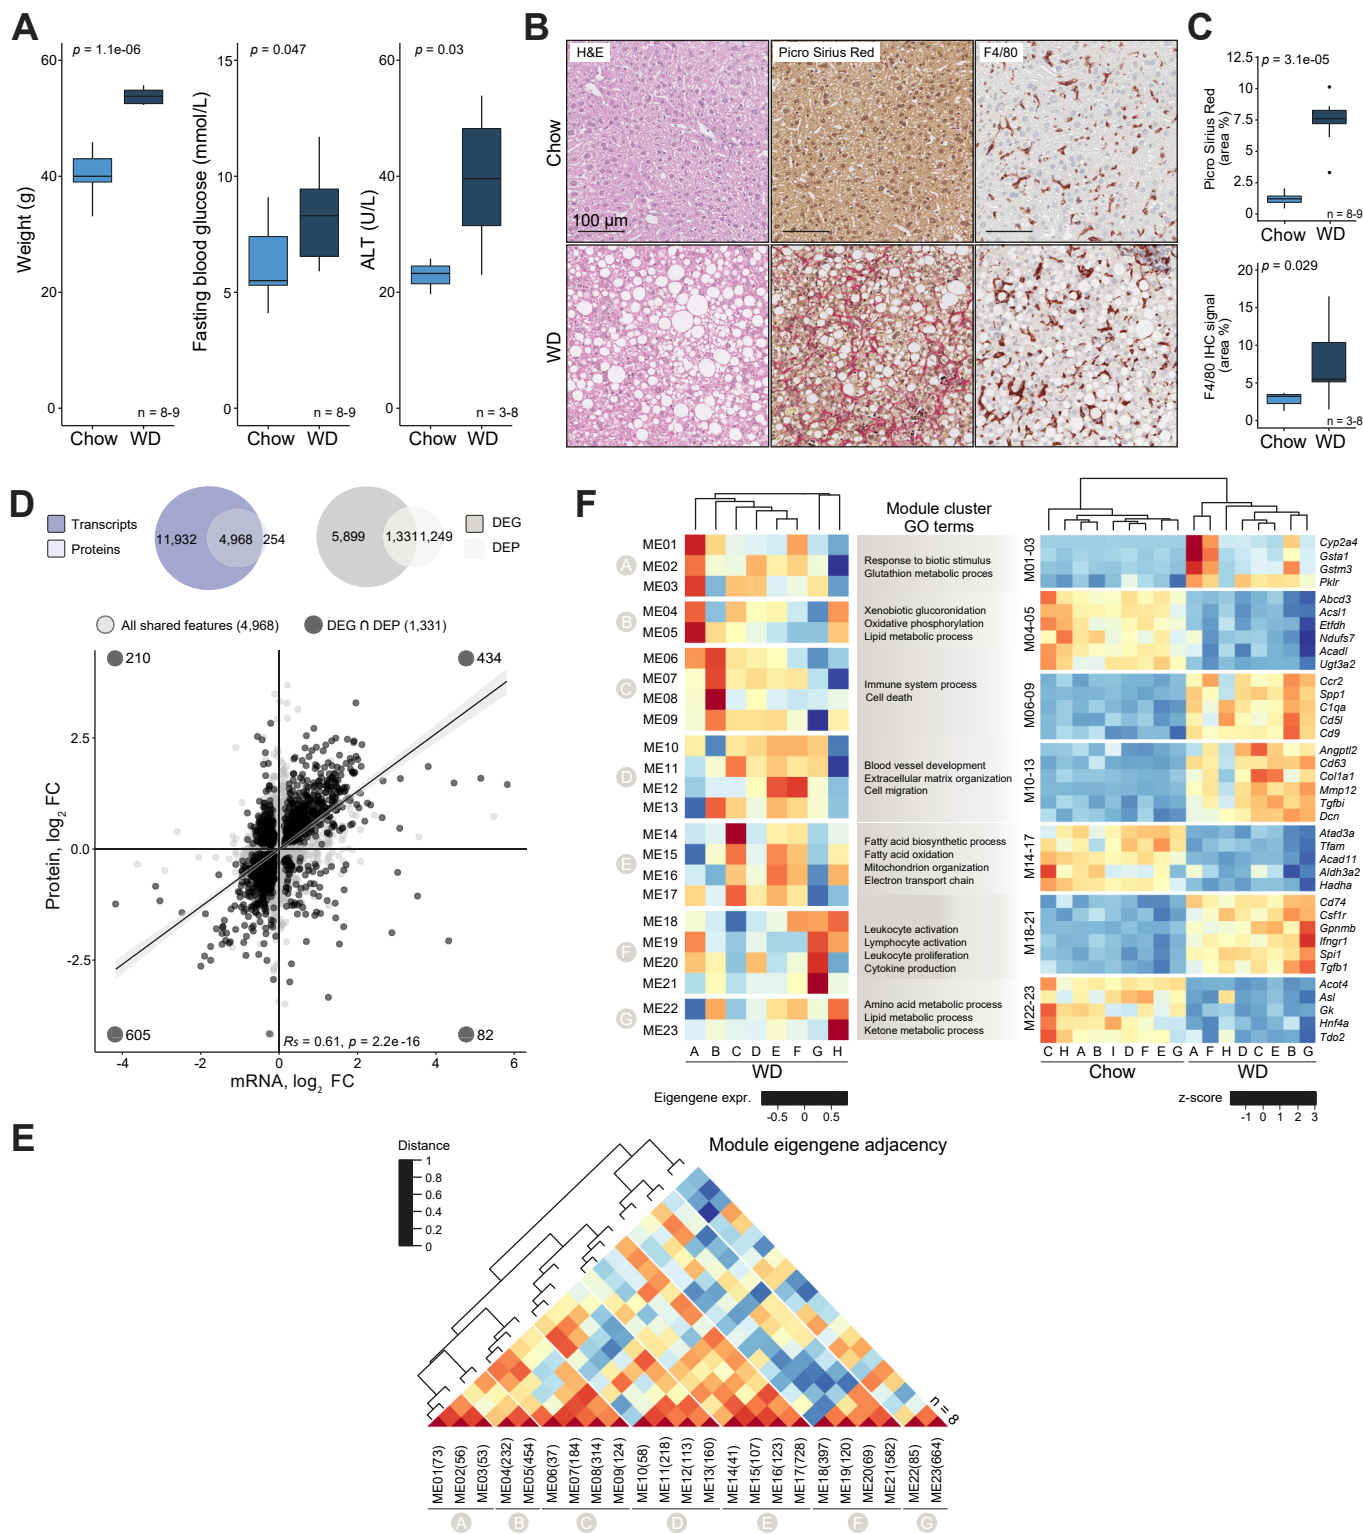 A
p = 1.1e-06
60
40
20
0
Weight (g)
n = 8-9
Chow WD
p = 0.047
15
10
5
0
Fasting blood glucose (mmol/L)
n = 8-9
Chow WD
p = 0.03
60
40
20
0
ALT (U/L)
n = 3-8
Chow WD
B
H&E
Picro Sirius Red
F4/80
Chow
100 µm
WD
C
12.5
p = 3.1e-05
10
7.5
5
2.5
0
Picro Sirius Red
(area %)
n = 8-9
Chow WD
20
p = 0.029
15
10
5
0
F4/80 IHC signal
(area %)
n = 3-8
Chow WD
D
Transcripts
Proteins
11,932
4,968
254
5,899
1,331
1,249
DEG
DEP
All shared features (4,968)
DEG ∩ DEP (1,331)
210
434
605
82
2.5
0.0
-2.5
Protein, log2 FC
Rs = 0.61, p = 2.2e-16
-4 -2 0 2 4 6
mRNA, log2 FC
F
Module cluster
GO terms
A
ME01
ME02
ME03
Response to biotic stimulus
Glutathion metabolic proces
B
ME04
ME05
Xenobiotic glucoronidation
Oxidative phosphorylation
Lipid metabolic process
C
ME06
ME07
ME08
ME09
Immune system process
Cell death
D
ME10
ME11
ME12
ME13
Blood vessel development
Extracellular matrix organization
Cell migration
E
ME14
ME15
ME16
ME17
Fatty acid biosynthetic process
Fatty acid oxidation
Mitochondrion organization
Electron transport chain
F
ME18
ME19
ME20
ME21
Leukocyte activation
Lymphocyte activation
Leukocyte proliferation
Cytokine production
G
ME22
ME23
Amino acid metabolic process
Lipid metabolic process
Ketone metabolic process
A B C D E F G H
WD
Eigengene expr.
-0.5 0 0.5
M01-03
Cyp2a4
Gsta1
Gstm3
Pklr
M04-05
Abcd3
Acsl1
Etfdh
Ndufs7
Acadl
Ugt3a2
M06-09
Ccr2
Spp1
C1qa
Cd5l
Cd9
M10-13
Angptl2
Cd63
Col1a1
Mmp12
Tgfbi
Dcn
M14-17
Atad3a
Tfam
Acad11
Aldh3a2
Hadha
M18-21
Cd74
Csf1r
Gpnmb
Ifngr1
Spi1
Tgfb1
M22-23
Acot4
Asl
Gk
Hnf4a
Tdo2
C H A B I D F E G A F H D C E B G
Chow WD
z-score
-1 0 1 2 3
E
Distance
1
0.8
0.6
0.4
0.2
0
Module eigengene adjacency
n = 8
ME01(73)
ME02(56)
ME03(53)
ME04(232)
ME05(454)
ME06(37)
ME07(184)
ME08(314)
ME09(124)
ME10(58)
ME11(218)
ME12(113)
ME13(160)
ME14(41)
ME15(107)
ME16(123)
ME17(728)
ME18(397)
ME19(120)
ME20(69)
ME21(582)
ME22(85)
ME23(664)
A B C D E F G